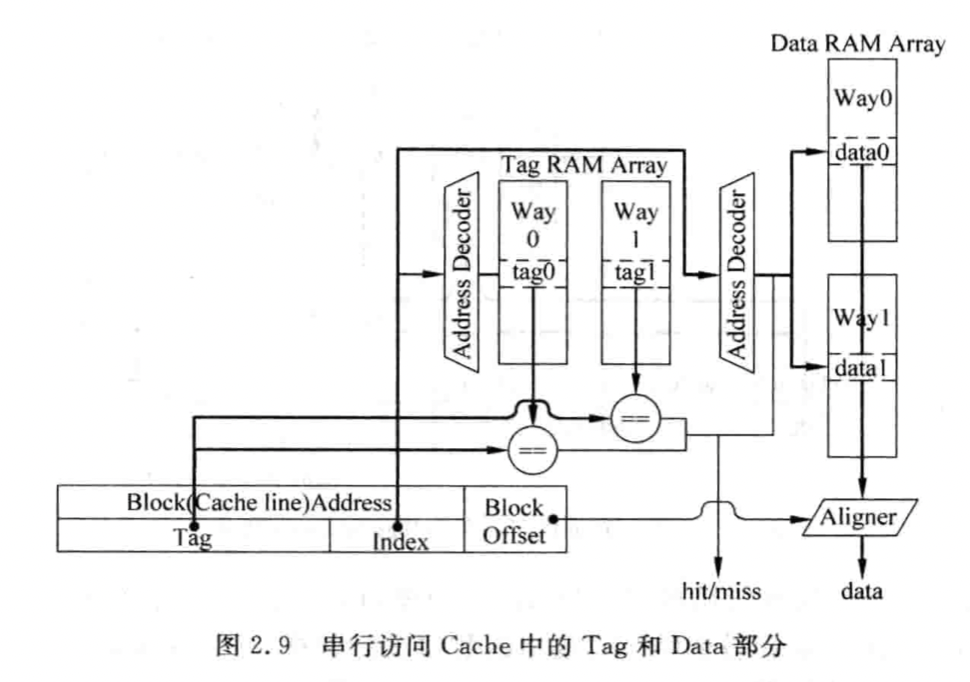 Data RAM Array
Way0
data0
Tag RAM Array
Address Decoder
Way
0
tag0
Way
1
tag1
Address Decoder
Way1
data1
==
==
Block(Cache line)Address
Tag
Index
Block
Offset
Aligner
hit/miss
data
图 2.9 串行访问 Cache 中的 Tag 和 Data 部分